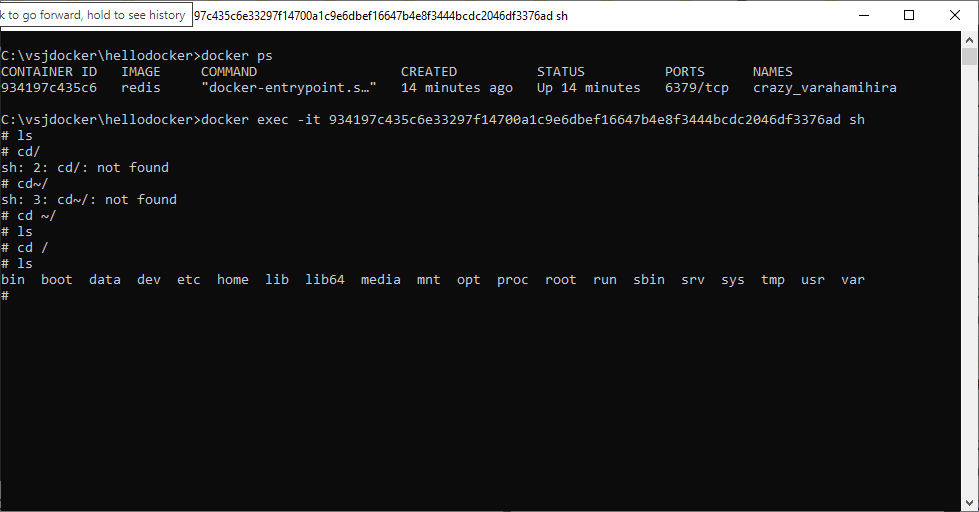 k to go forward, hold to see history
97c435c6e33297f14700a1c9e6dbef16647b4e8f3444bcdc2046df3376ad sh
C:\vsjdocker\hellodocker>docker ps
CONTAINER ID   IMAGE     COMMAND                  CREATED          STATUS          PORTS      NAMES
934197c435c6   redis     "docker-entrypoint.s…"   14 minutes ago   Up 14 minutes   6379/tcp   crazy_varahamihira
C:\vsjdocker\hellodocker>docker exec -it 934197c435c6e33297f14700a1c9e6dbef16647b4e8f3444bcdc2046df3376ad sh
# ls
# cd/
sh: 2: cd/: not found
# cd~/
sh: 3: cd~/: not found
# cd ~/
# ls
# cd /
# ls
bin  boot  data  dev  etc  home  lib  lib64  media  mnt  opt  proc  root  run  sbin  srv  sys  tmp  usr  var
#